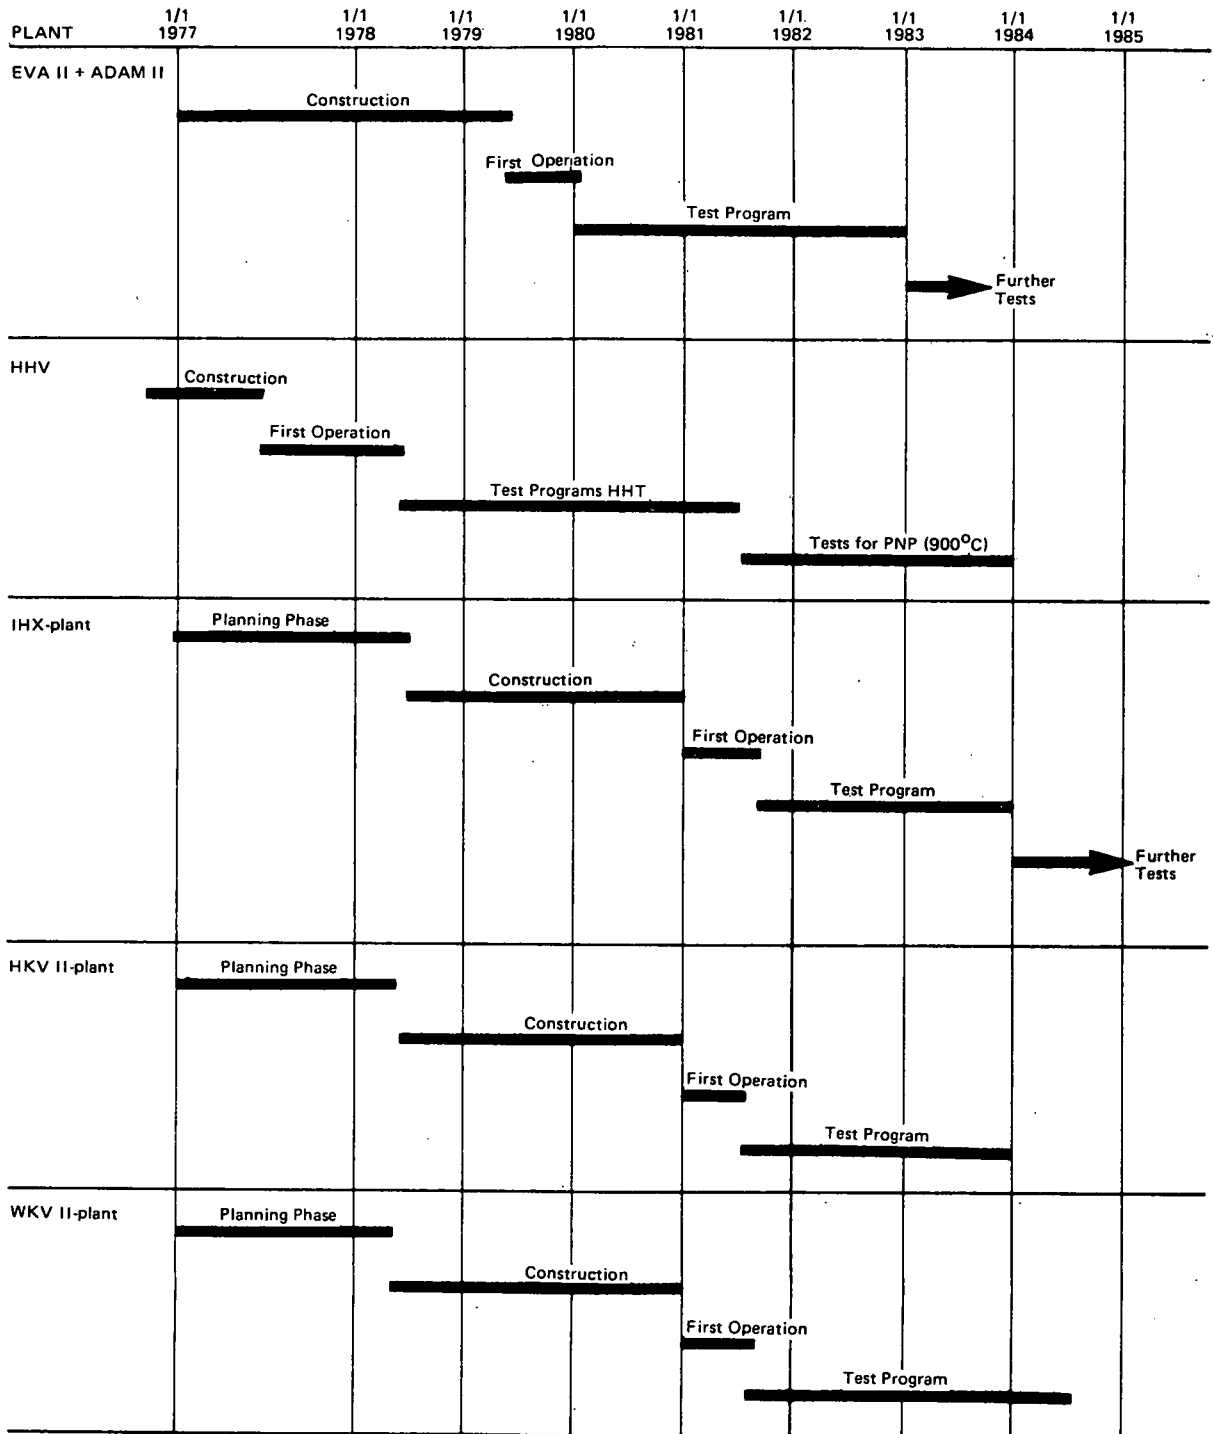 1/1 1/1 1/1 1/1 1/1 1/1. 1/1 1/1 1/1
PLANT 1977 1978 1979 1980 1981 1982 1983 1984 1985
EVA II + ADAM II
Construction
First Operation
Test Program
Further
Tests
HHV
Construction
First Operation
Test Programs HHT
Tests for PNP (900°C)
IHX-plant
Planning Phase
Construction
First Operation
Test Program
Further
Tests
HKV II-plant
Planning Phase
Construction
First Operation
Test Program
WKV II-plant
Planning Phase
Construction
First Operation
Test Program